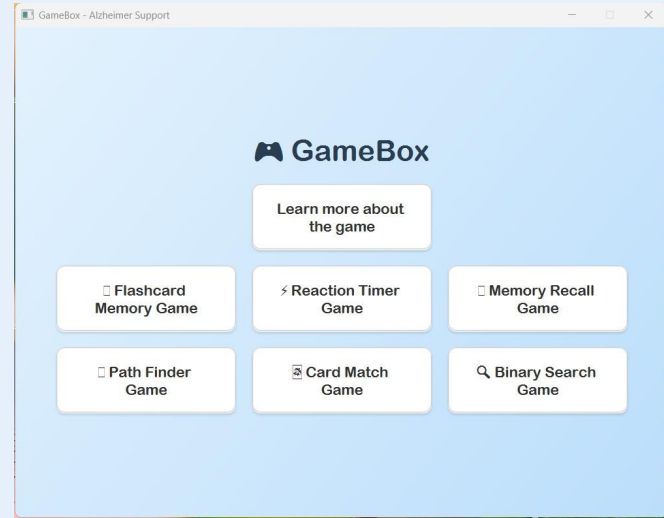 GameBox - Alzheimer Support
🎮 GameBox
Learn more about
the game
▯ Flashcard
Memory Game
⚡ Reaction Timer
Game
▯ Memory Recall
Game
▯ Path Finder
Game
🃏 Card Match
Game
🔍 Binary Search
Game